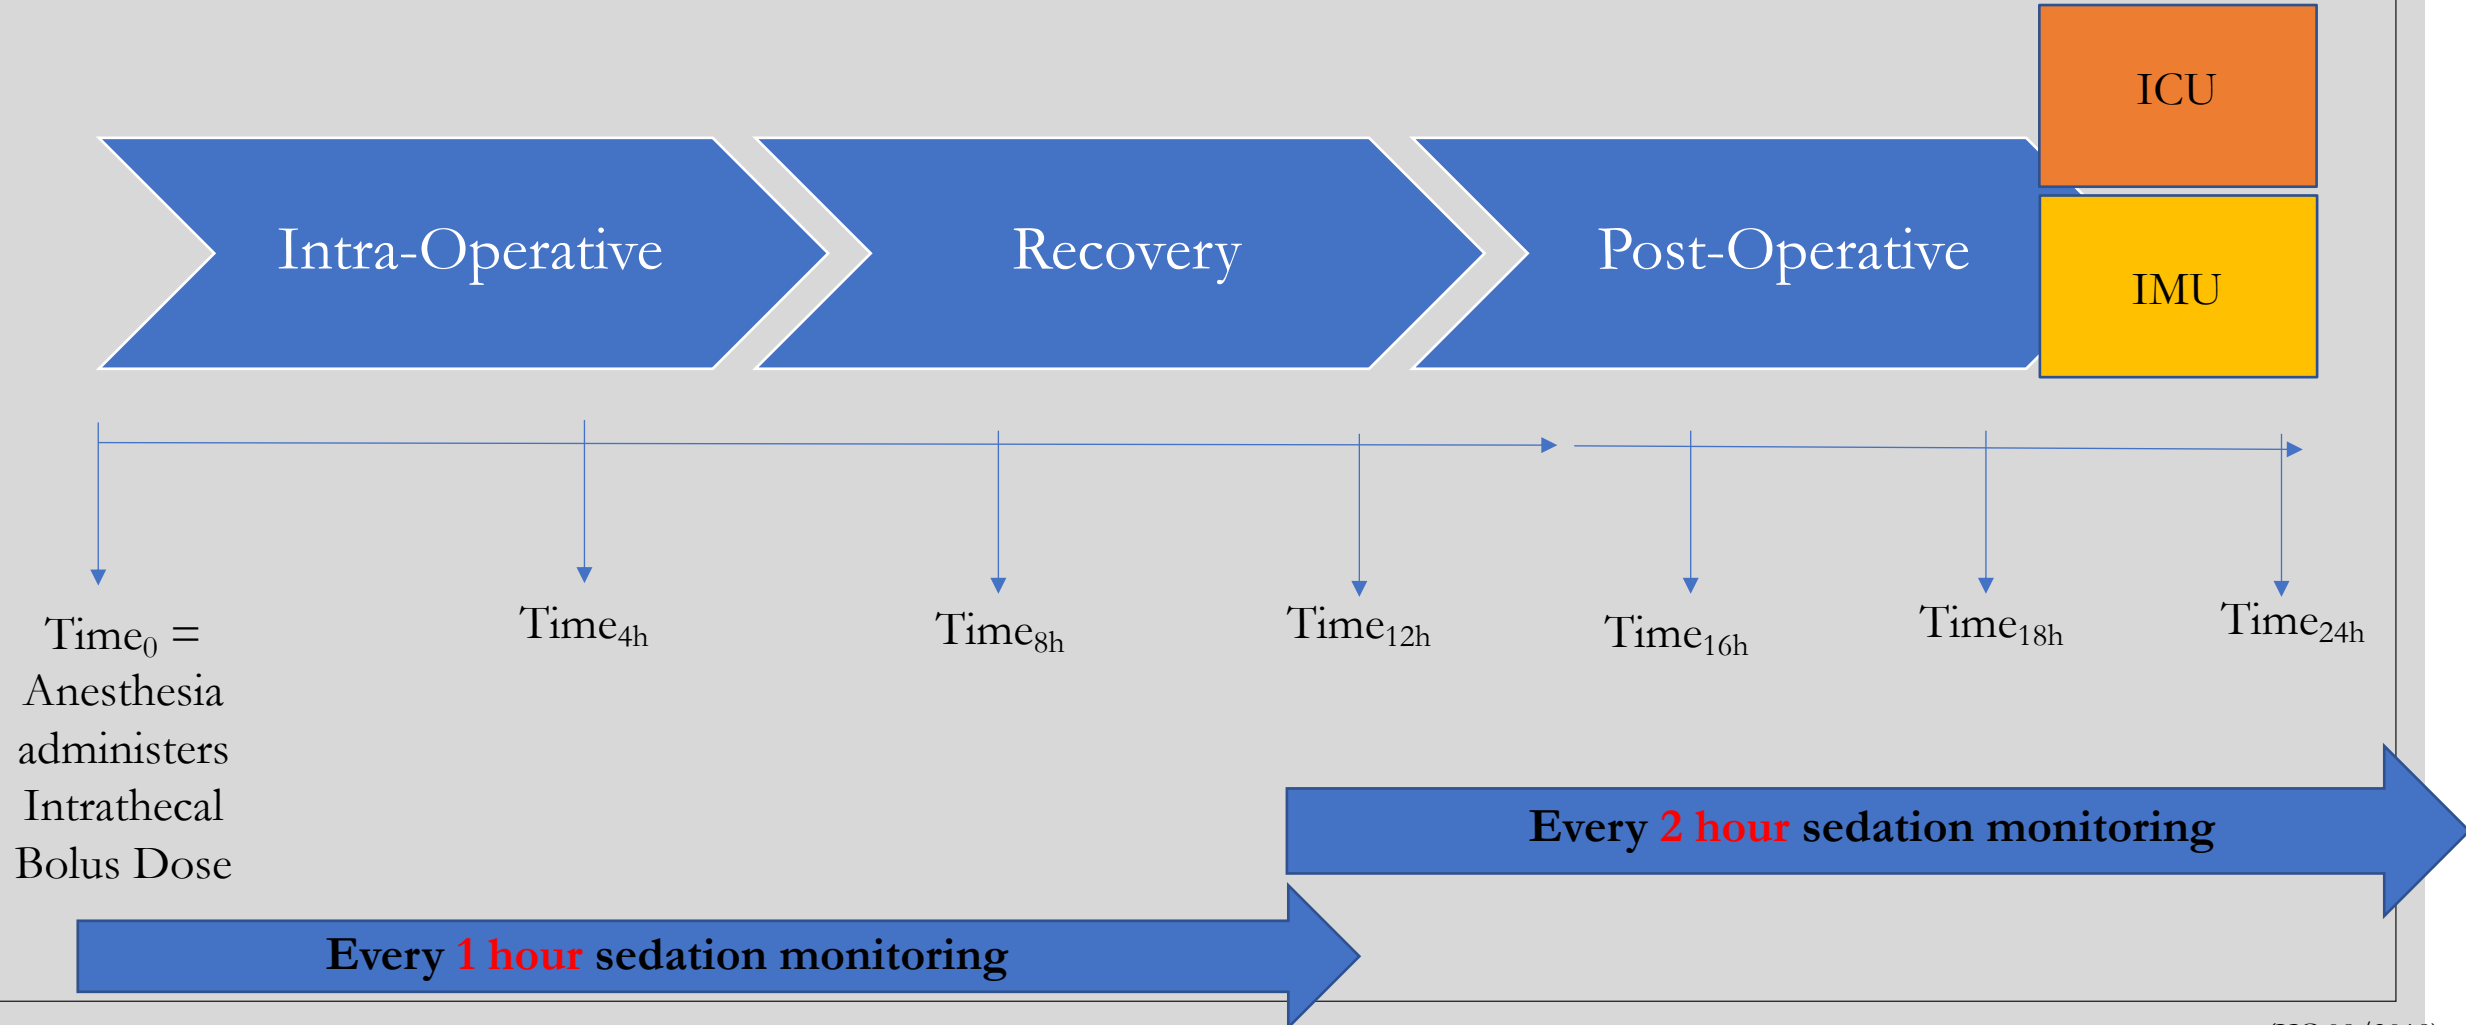 ICU
Intra-Operative
Recovery
Post-Operative
IMU
Time0 =
Anesthesia
administers
Intrathecal
Bolus Dose
Time4h
Time8h
Time12h
Time16h
Time18h
Time24h
Every 2 hour sedation monitoring
Every 1 hour sedation monitoring